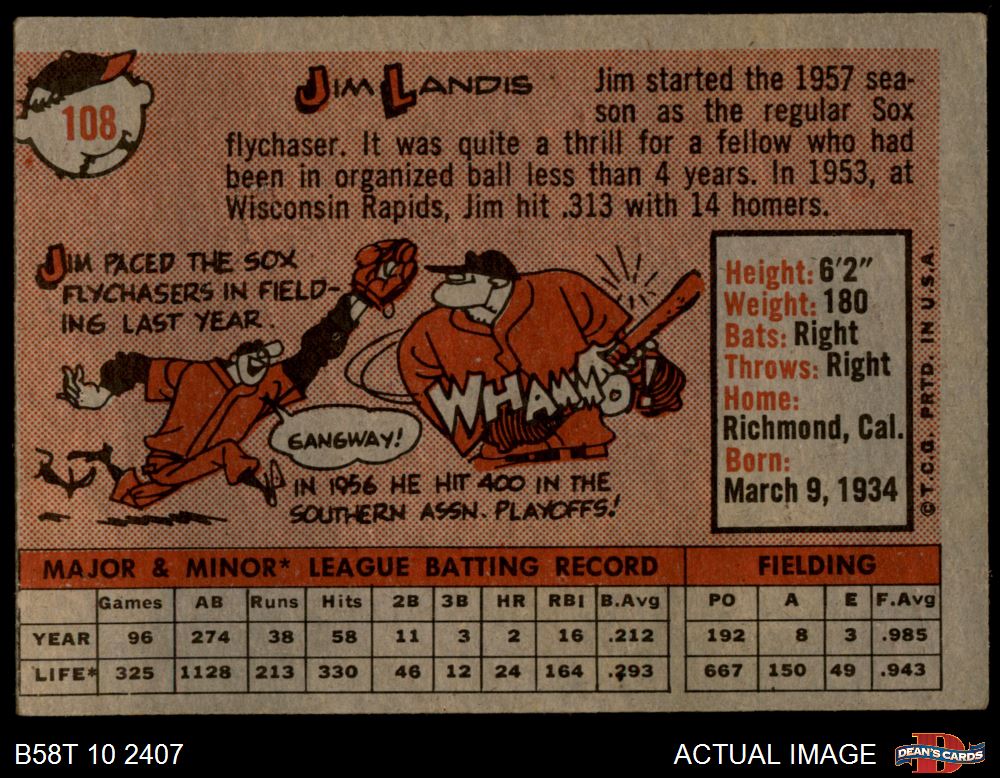 108
JIM LANDIS
Jim started the 1957 sea-
son as the regular Sox
flychaser. It was quite a thrill for a fellow who had
been in organized ball less than 4 years. In 1953, at
Wisconsin Rapids, Jim hit .313 with 14 homers.
JIM PACED THE SOX
FLYCHASERS IN FIELD-
ING LAST YEAR.
GANGWAY!
WHAMMO!
IN 1956 HE HIT 400 IN THE
SOUTHERN ASSN. PLAYOFFS!
Height: 6'2"
Weight: 180
Bats: Right
Throws: Right
Home:
Richmond, Cal.
Born:
March 9, 1934
© T.C.G. PRTD. IN U.S.A.
MAJOR & MINOR* LEAGUE BATTING RECORD FIELDING
Games AB Runs Hits 2B 3B HR RBI B.Avg PO A E F.Avg
YEAR 96 274 38 58 11 3 2 16 .212 192 8 3 .985
LIFE* 325 1128 213 330 46 12 24 164 .293 667 150 49 .943
B58T 10 2407
ACTUAL IMAGE
DEAN'S CARDS